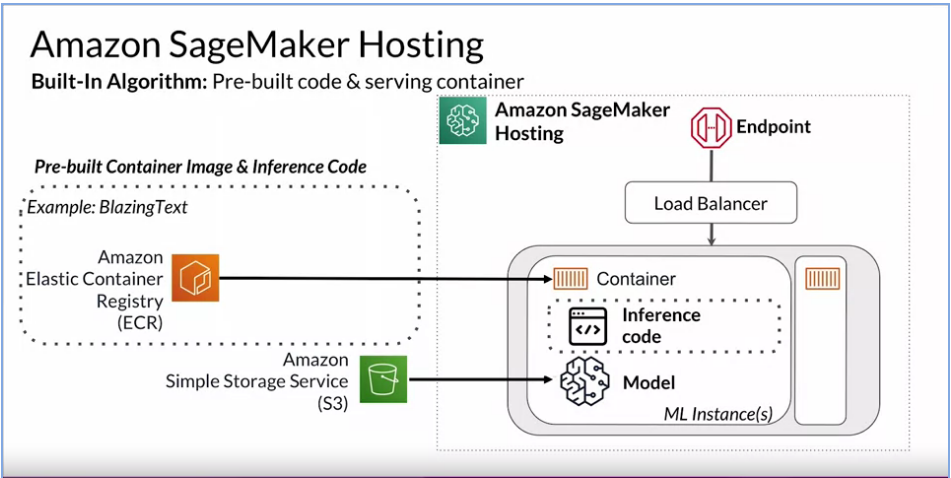 Amazon SageMaker Hosting
Built-In Algorithm: Pre-built code & serving container
Amazon SageMaker
Hosting
Endpoint
Pre-built Container Image & Inference Code
Example: BlazingText
Load Balancer
Amazon
Elastic Container
Registry
(ECR)
Container
Inference
code
Amazon
Simple Storage Service
(S3)
Model
ML Instance(s)